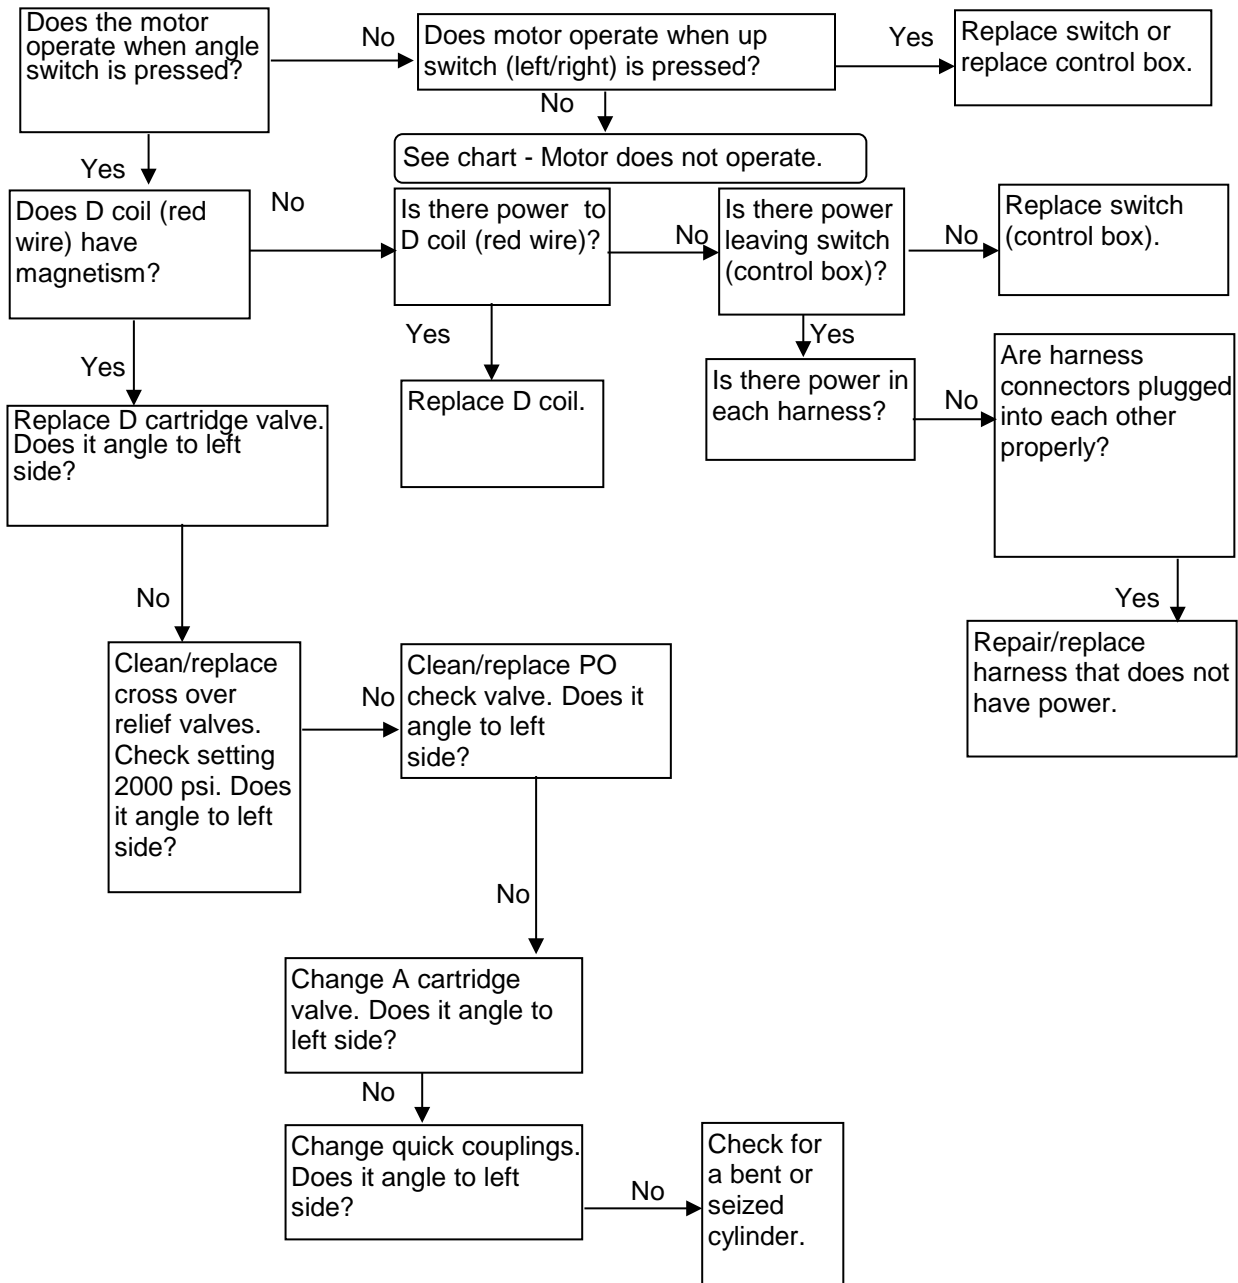 Does the motor
operate when angle
switch is pressed?
No
Does motor operate when up
switch (left/right) is pressed?
Yes
Replace switch or
replace control box.
No
See chart - Motor does not operate.
Yes
Does D coil (red
wire) have
magnetism?
No
Is there power to
D coil (red wire)?
No
Is there power
leaving switch
(control box)?
No
Replace switch
(control box).
Yes
Yes
Yes
Replace D cartridge valve.
Does it angle to left
side?
Replace D coil.
Is there power in
each harness?
No
Are harness
connectors plugged
into each other
properly?
No
Yes
Clean/replace
cross over
relief valves.
Check setting
2000 psi. Does
it angle to left
side?
No
Clean/replace PO
check valve. Does it
angle to left
side?
Repair/replace
harness that does not
have power.
No
Change A cartridge
valve. Does it angle to
left side?
No
Change quick couplings.
Does it angle to left
side?
No
Check for
a bent or
seized
cylinder.